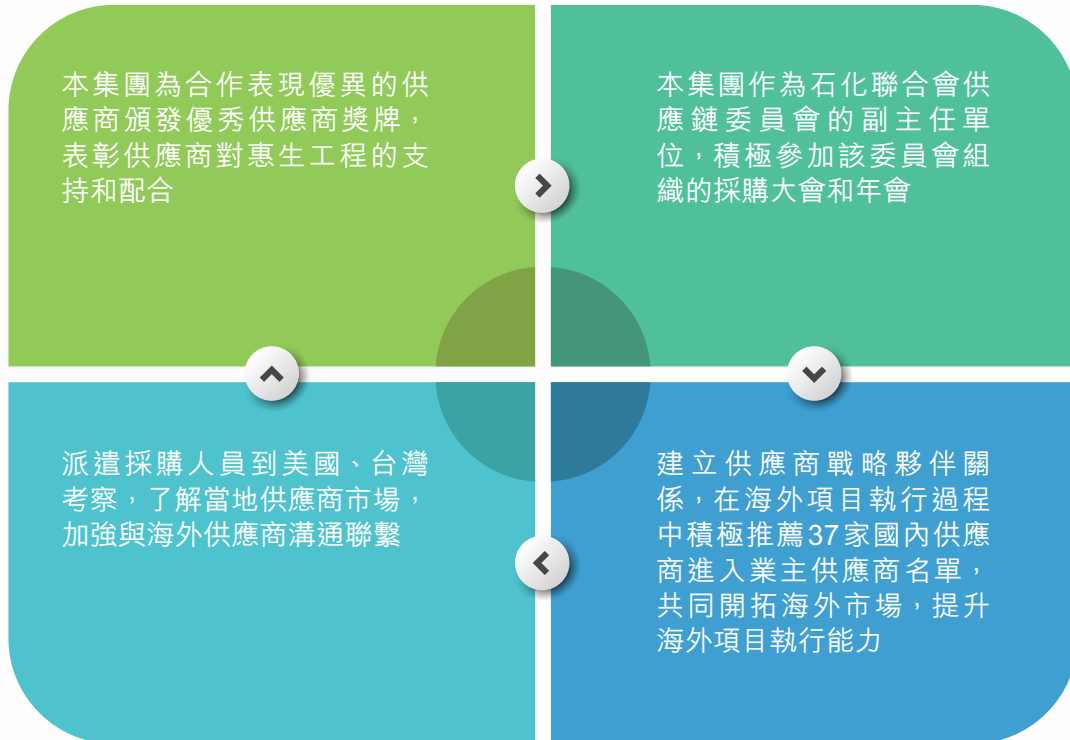 本集團為合作表現優異的供
應商頒發優秀供應商獎牌，
表彰供應商對惠生工程的支
持和配合
本集團作為石化聯合會供
應鏈委員會的副主任單
位，積極參加該委員會組
織的採購大會和年會
派遣採購人員到美國、台灣
考察，了解當地供應商市場，
加強與海外供應商溝通聯繫
建立供應商戰略夥伴關
係，在海外項目執行過程
中積極推薦37家國內供應
商進入業主供應商名單，
共同開拓海外市場，提升
海外項目執行能力